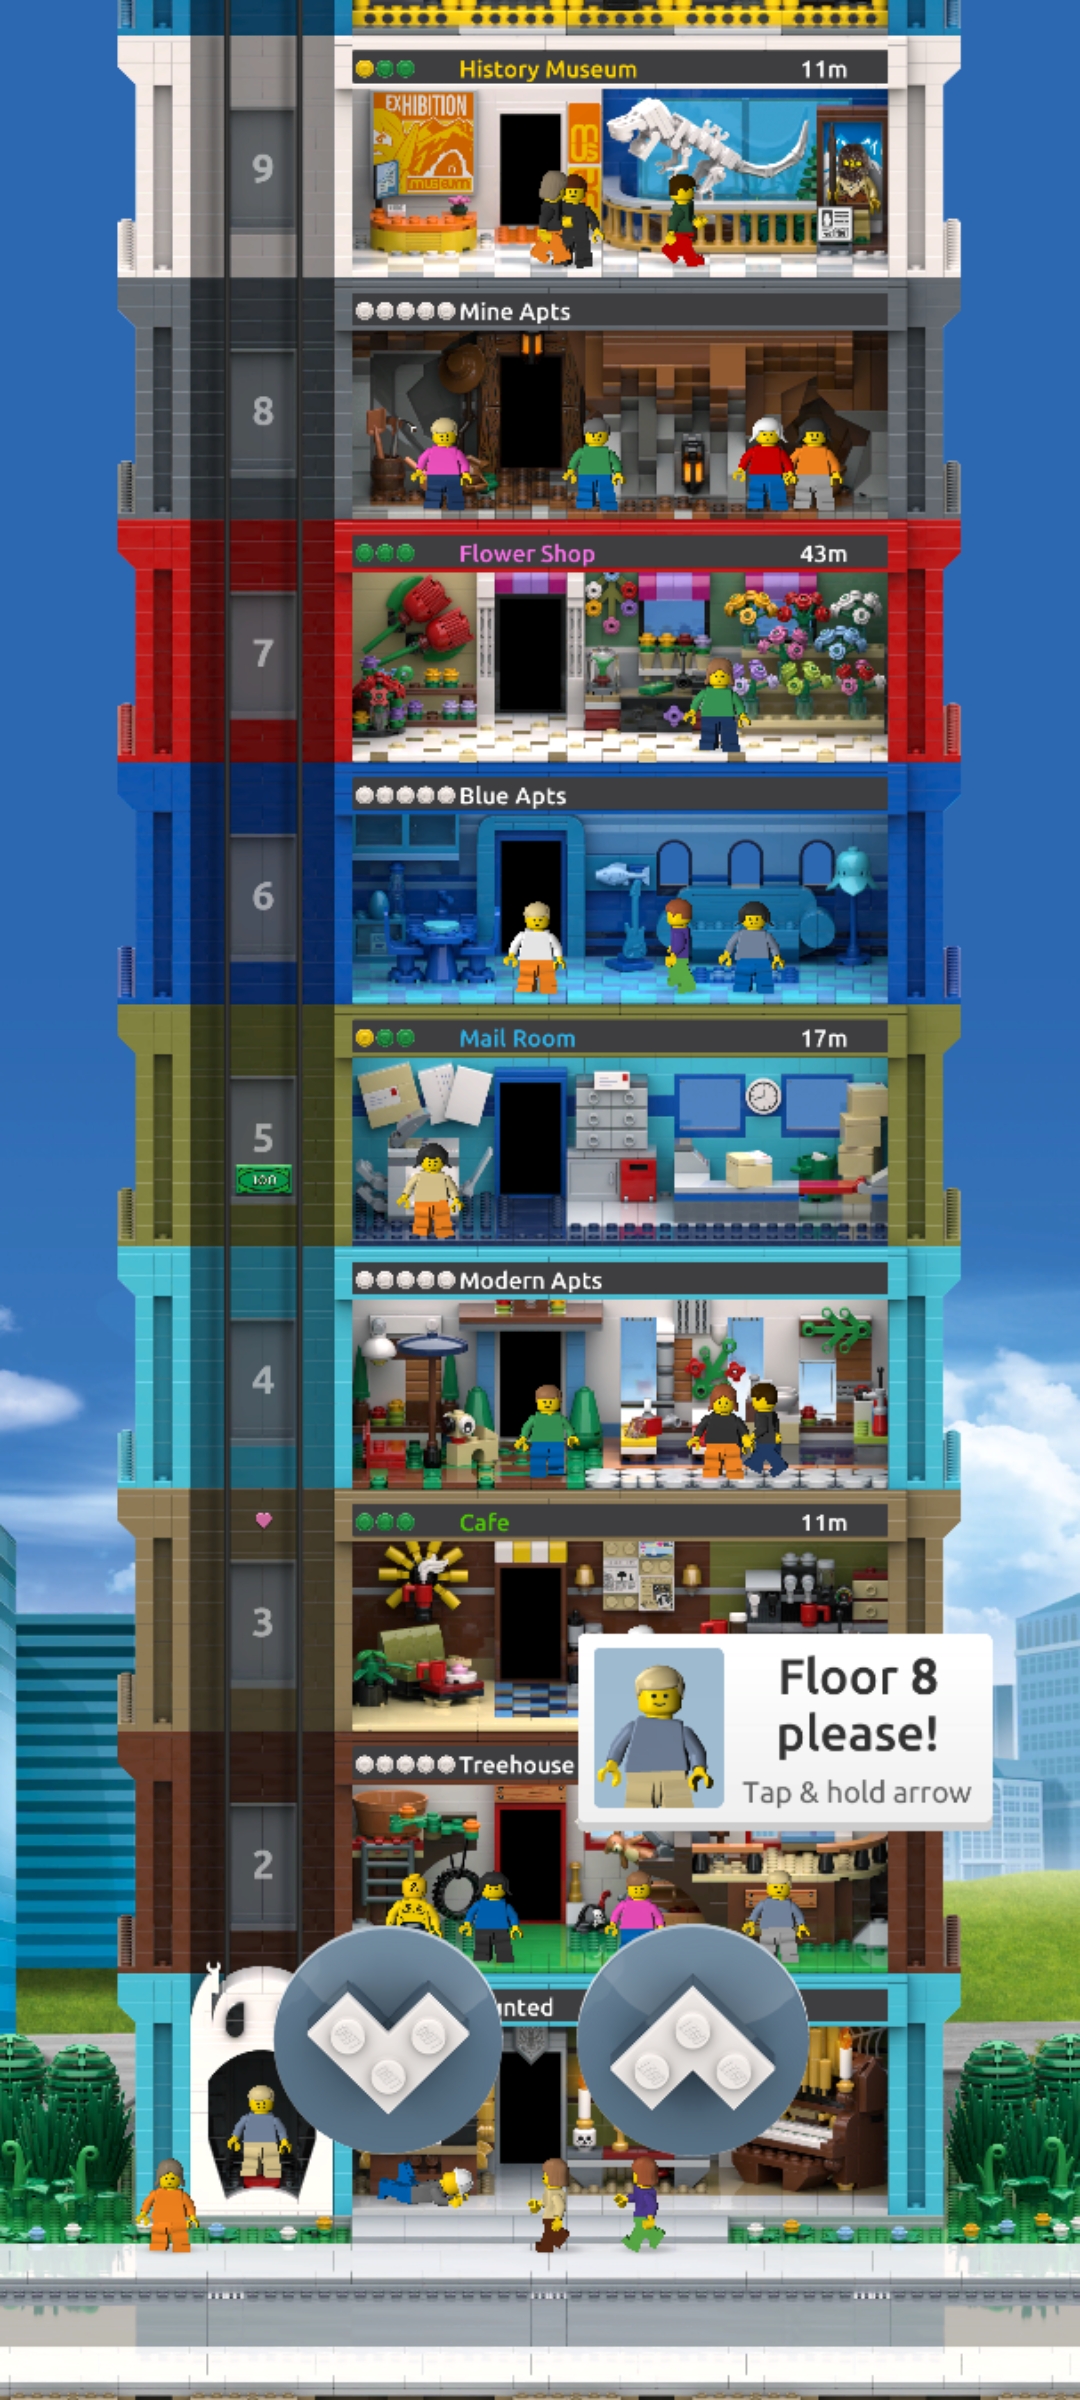 History Museum 11m
EXHIBITION
museum
9
Mine Apts
8
Flower Shop 43m
7
Blue Apts
6
Mail Room 17m
5
100
Modern Apts
4
Cafe 11m
3
Floor 8
please!
Tap & hold arrow
Treehouse
2
nted